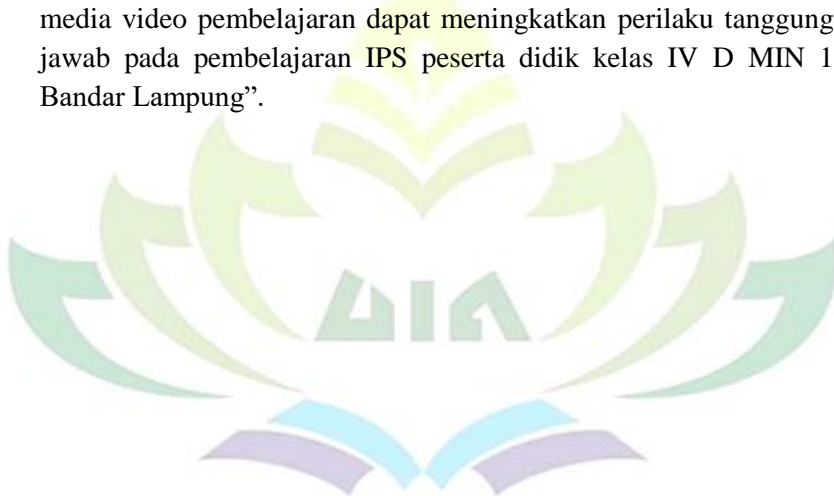 media video pembelajaran dapat meningkatkan perilaku tanggung
jawab pada pembelajaran IPS peserta didik kelas IV D MIN 1
Bandar Lampung”.
UIN